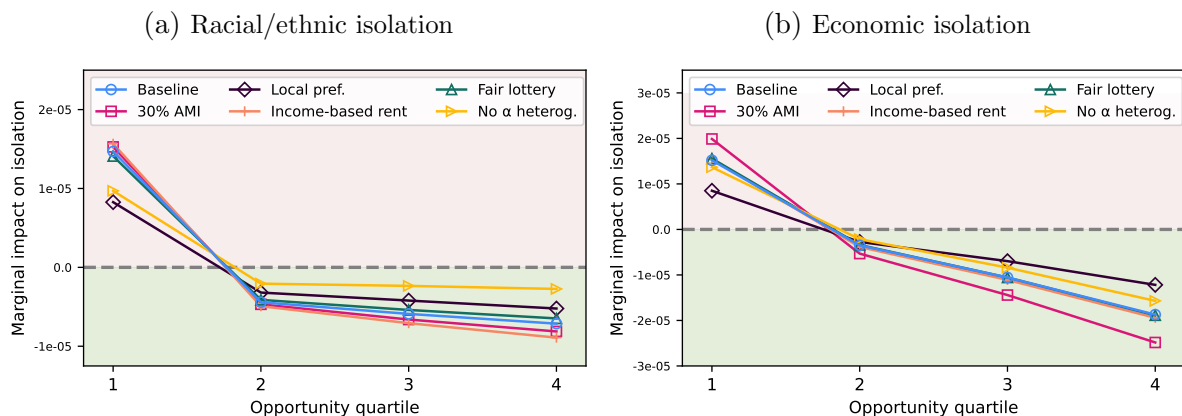 (a) Racial/ethnic isolation
Marginal impact on isolation
2e-05
1e-05
0.0
-1e-05
Baseline
30% AMI
Local pref.
Income-based rent
Fair lottery
No α heterog.
1 2 3 4
Opportunity quartile
(b) Economic isolation
Marginal impact on isolation
3e-05
2e-05
1e-05
0.0
-1e-05
-2e-05
-3e-05
Baseline
30% AMI
Local pref.
Income-based rent
Fair lottery
No α heterog.
1 2 3 4
Opportunity quartile